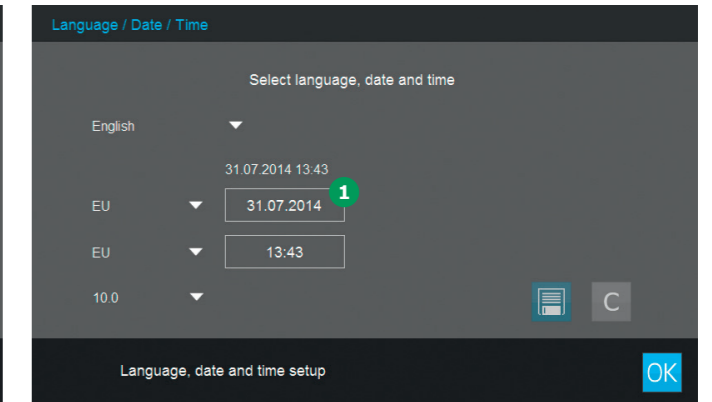 Language / Date / Time
Select language, date and time
English
31.07.2014 13:43
1
EU 31.07.2014
EU 13:43
10.0
C
Language, date and time setup
OK